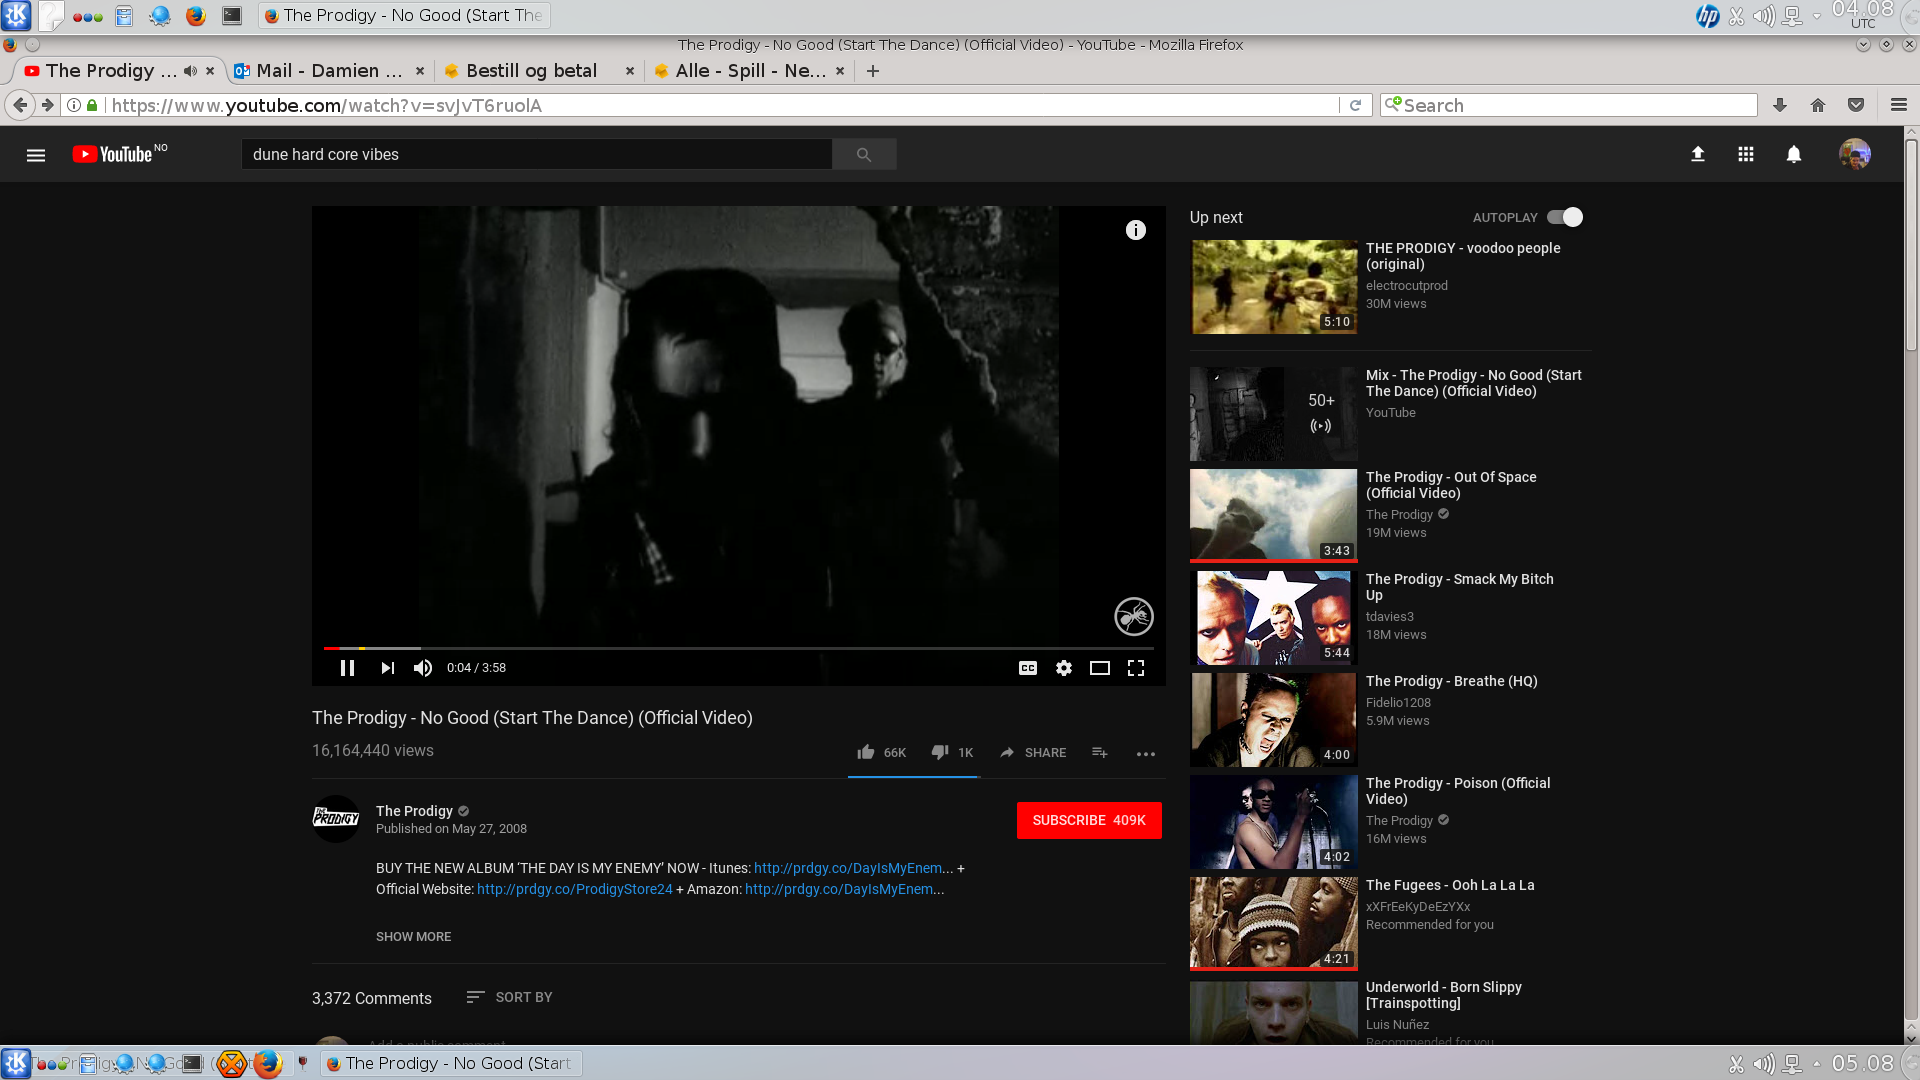 The Prodigy - No Good (Start The
04.08
UTC
The Prodigy - No Good (Start The Dance) (Official Video) - YouTube - Mozilla Firefox
The Prodigy ...
Mail - Damien ...
Bestill og betal
Alle - Spill - Ne...
https://www.youtube.com/watch?v=svJvT6ruolA
Search
YouTube NO
dune hard core vibes
Up next
AUTOPLAY
THE PRODIGY - voodoo people
(original)
electrocutprod
30M views
5:10
Mix - The Prodigy - No Good (Start
The Dance) (Official Video)
YouTube
50+
The Prodigy - Out Of Space
(Official Video)
The Prodigy
19M views
3:43
The Prodigy - Smack My Bitch
Up
tdavies3
18M views
5:44
The Prodigy - Breathe (HQ)
Fidelio1208
5.9M views
4:00
The Prodigy - Poison (Official
Video)
The Prodigy
16M views
4:02
The Fugees - Ooh La La La
xXFrEeKyDeEzYXx
Recommended for you
4:21
Underworld - Born Slippy
[Trainspotting]
Luis Nuñez
Recommended for you
0:04 / 3:58
CC
The Prodigy - No Good (Start The Dance) (Official Video)
16,164,440 views
66K
1K
SHARE
THE PRODIGY
The Prodigy
Published on May 27, 2008
SUBSCRIBE 409K
BUY THE NEW ALBUM ‘THE DAY IS MY ENEMY’ NOW - Itunes: http://prdgy.co/DayIsMyEnem... +
Official Website: http://prdgy.co/ProdigyStore24 + Amazon: http://prdgy.co/DayIsMyEnem...
SHOW MORE
3,372 Comments
SORT BY
Add a public comment...
The Prodigy - No Good (Start
05.08